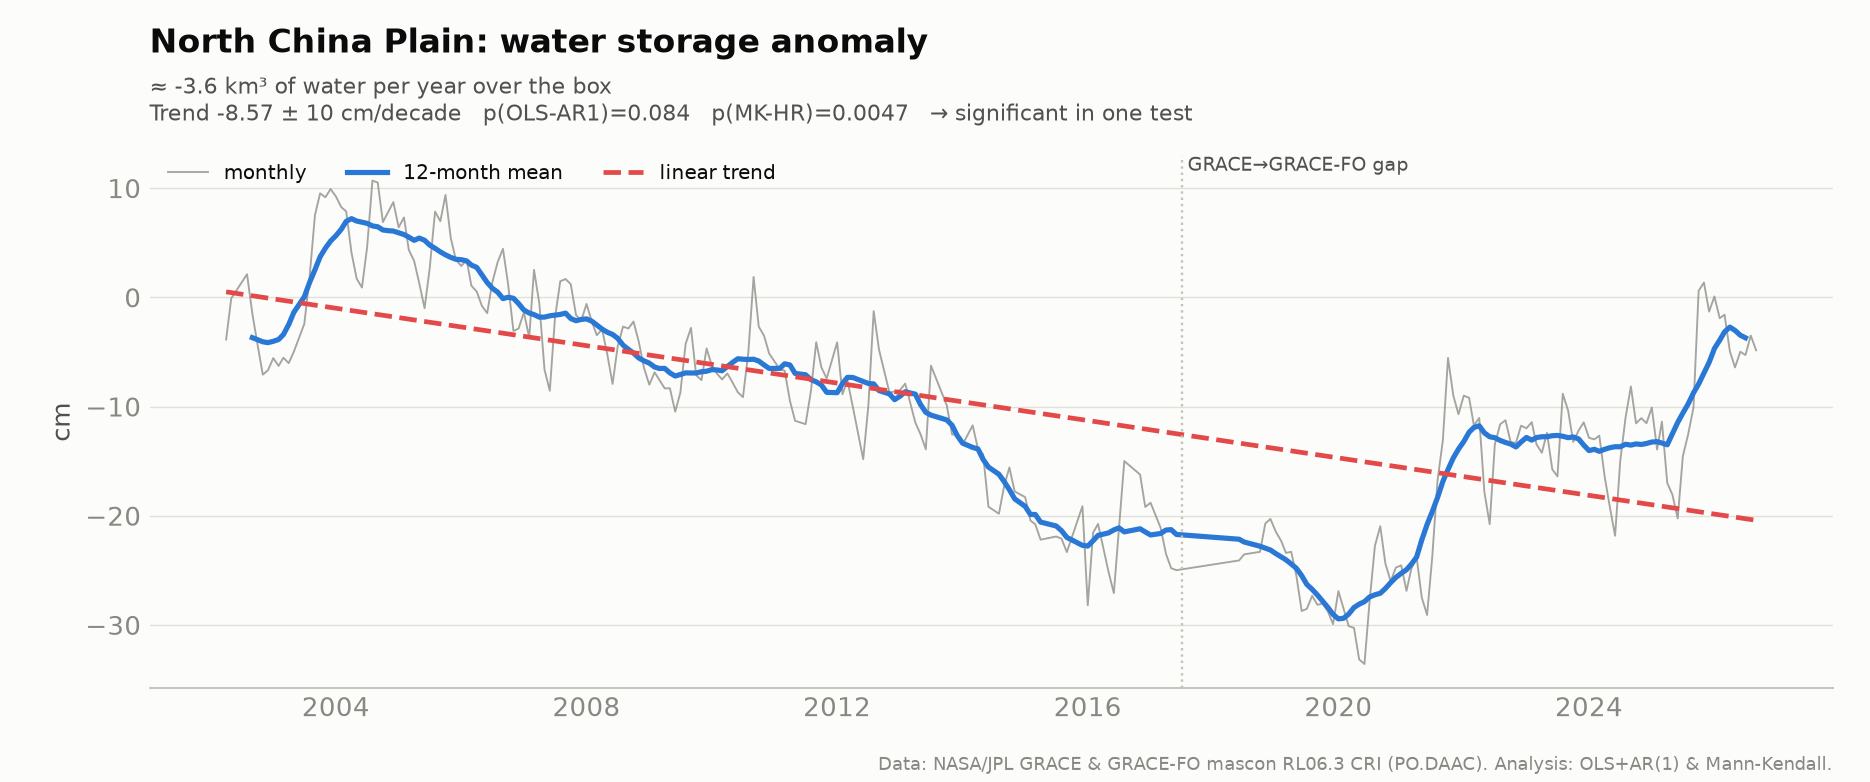 North China Plain: water storage anomaly
≈ -3.6 km³ of water per year over the box
Trend -8.57 ± 10 cm/decade   p(OLS-AR1)=0.084   p(MK-HR)=0.0047   → significant in one test
monthly   12-month mean   linear trend
GRACE→GRACE-FO gap
10
0
−10
−20
−30
cm
2004   2008   2012   2016   2020   2024
Data: NASA/JPL GRACE & GRACE-FO mascon RL06.3 CRI (PO.DAAC). Analysis: OLS+AR(1) & Mann-Kendall.